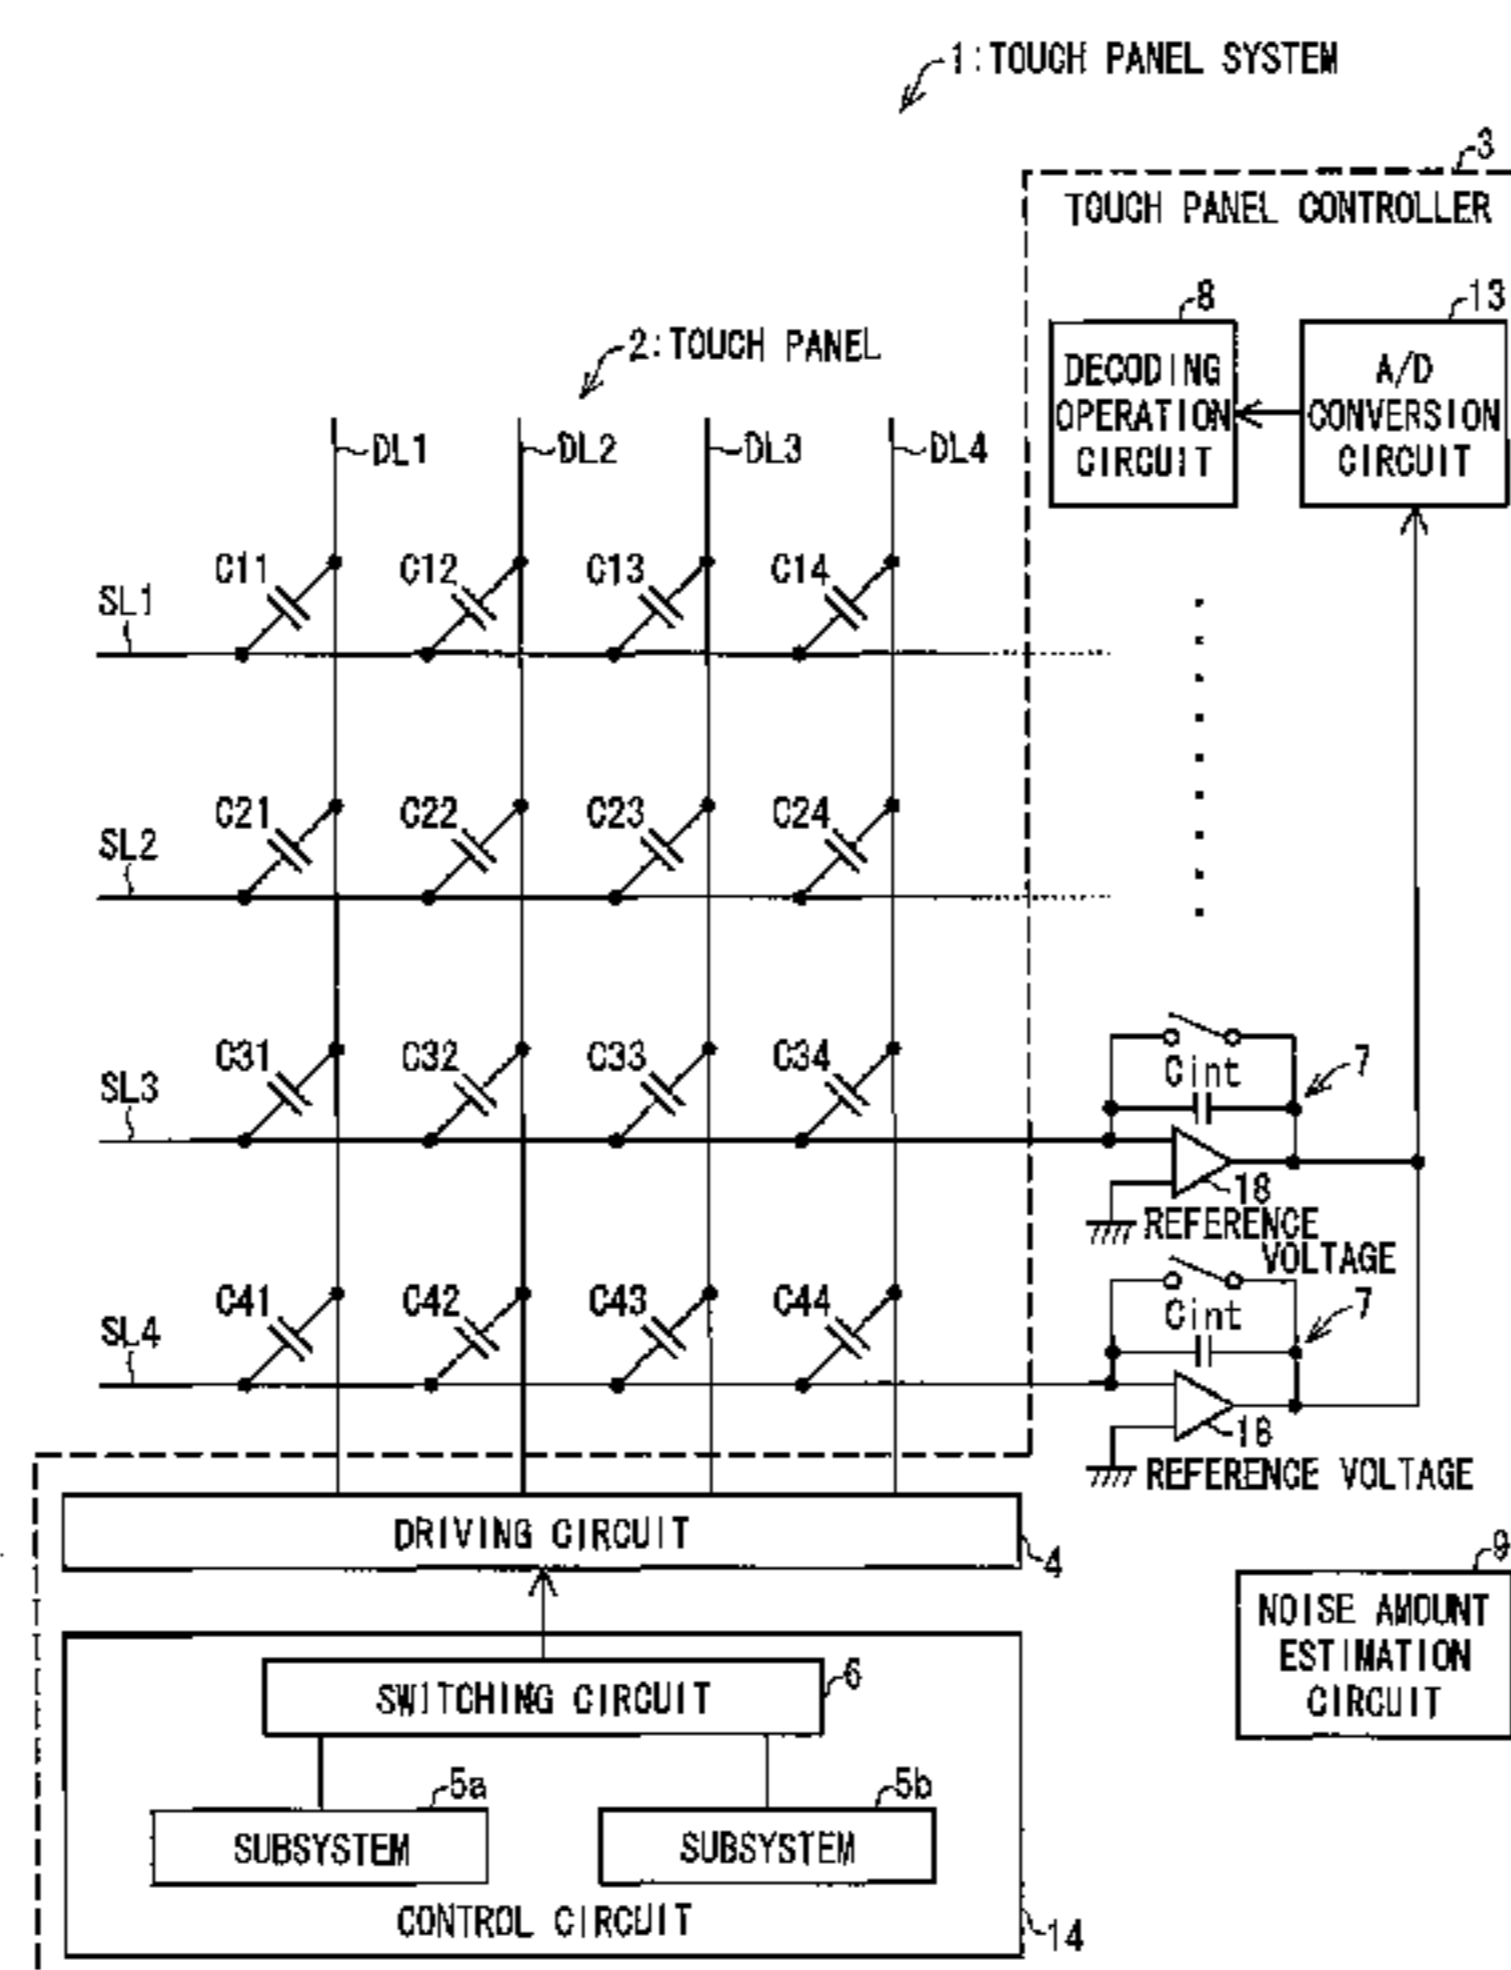 1:TOUCH PANEL SYSTEM
3
TOUCH PANEL CONTROLLER
8
13
2:TOUCH PANEL
DECODING
OPERATION
CIRCUIT
A/D
CONVERSION
CIRCUIT
DL1
DL2
DL3
DL4
C11
C12
C13
C14
SL1
C21
C22
C23
C24
SL2
C31
C32
C33
C34
SL3
Cint
7
18
REFERENCE
VOLTAGE
C41
C42
C43
C44
SL4
Cint
7
18
REFERENCE VOLTAGE
DRIVING CIRCUIT
4
9
NOISE AMOUNT
ESTIMATION
CIRCUIT
SWITCHING CIRCUIT
6
5a
5b
SUBSYSTEM
SUBSYSTEM
CONTROL CIRCUIT
14